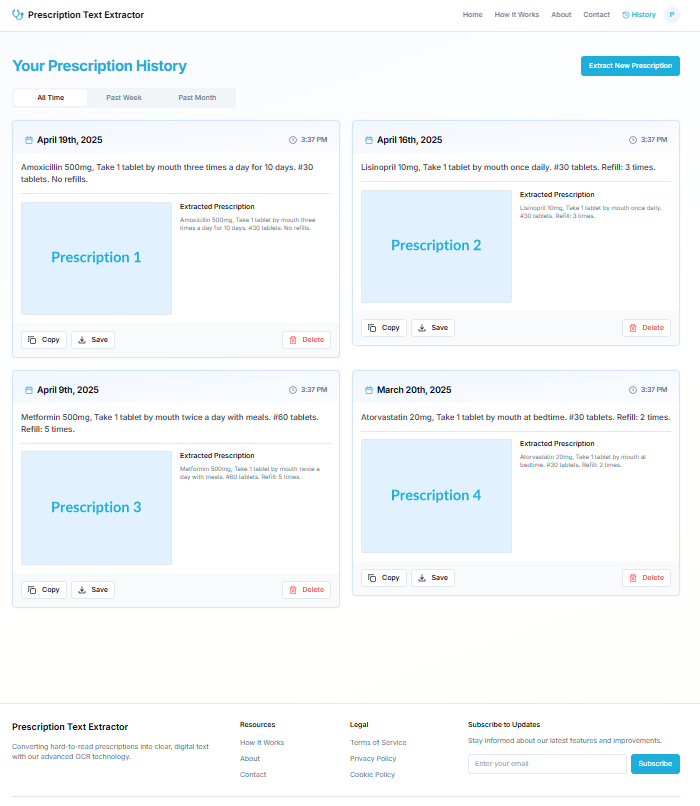 Prescription Text Extractor
Home
How It Works
About
Contact
History
P
Your Prescription History
Extract New Prescription
All Time
Past Week
Past Month
April 19th, 2025
3:37 PM
Amoxicillin 500mg, Take 1 tablet by mouth three times a day for 10 days. #30
tablets. No refills.
Prescription 1
Extracted Prescription
Amoxicillin 500mg, Take 1 tablet by mouth three
times a day for 10 days. #30 tablets. No refills.
Copy
Save
Delete
April 16th, 2025
3:37 PM
Lisinopril 10mg, Take 1 tablet by mouth once daily. #30 tablets. Refill: 3 times.
Prescription 2
Extracted Prescription
Lisinopril 10mg, Take 1 tablet by mouth once daily.
#30 tablets. Refill: 3 times.
Copy
Save
Delete
April 9th, 2025
3:37 PM
Metformin 500mg, Take 1 tablet by mouth twice a day with meals. #60 tablets.
Refill: 5 times.
Prescription 3
Extracted Prescription
Metformin 500mg, Take 1 tablet by mouth twice a
day with meals. #60 tablets. Refill: 5 times.
Copy
Save
Delete
March 20th, 2025
3:37 PM
Atorvastatin 20mg, Take 1 tablet by mouth at bedtime. #30 tablets. Refill: 2 times.
Prescription 4
Extracted Prescription
Atorvastatin 20mg, Take 1 tablet by mouth at
bedtime. #30 tablets. Refill: 2 times.
Copy
Save
Delete
Prescription Text Extractor
Converting hard-to-read prescriptions into clear, digital text
with our advanced OCR technology.
Resources
How It Works
About
Contact
Legal
Terms of Service
Privacy Policy
Cookie Policy
Subscribe to Updates
Stay informed about our latest features and improvements.
Enter your email
Subscribe